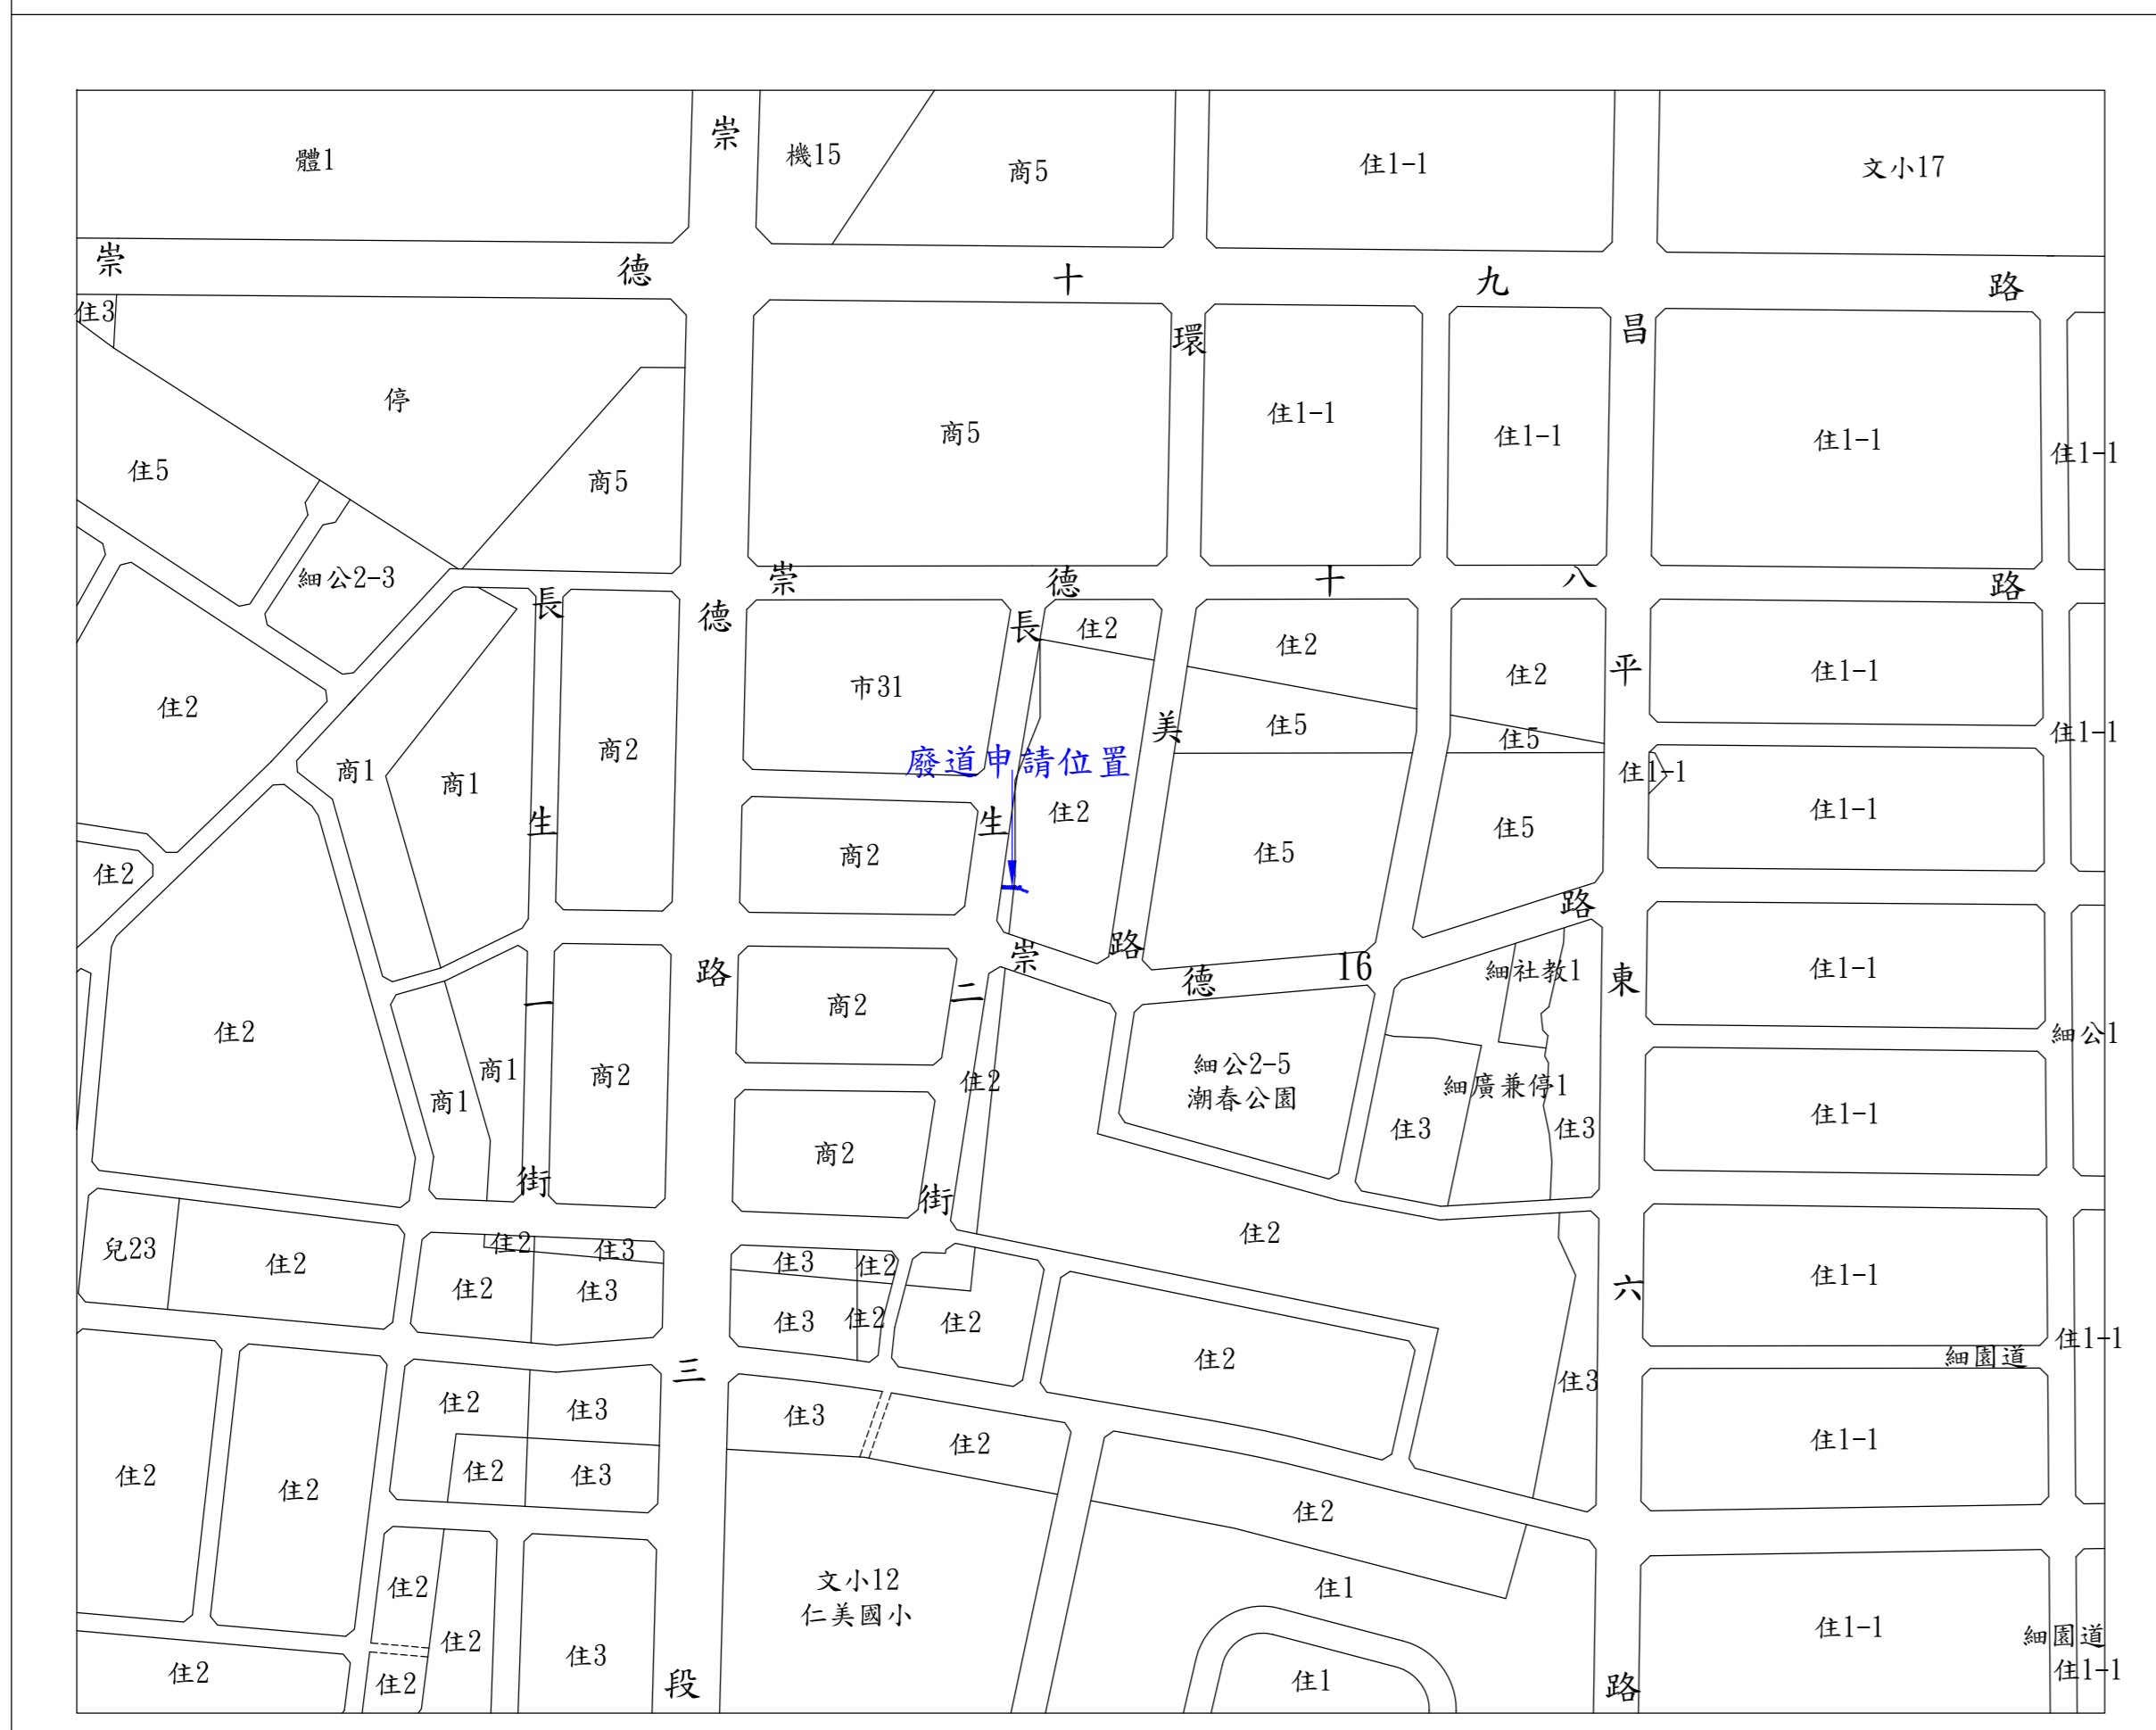 體1
崇
機15
商5
住1-1
文小17
崇德十九路
住3
停
住5
商5
細公2-3
商5
環
住1-1
住1-1
昌
住1-1
住1-1
長
德
崇德十八路
長
住2
住2
住2
平
住1-1
住2
商1
商1
商2
市31
美
住5
住5
住1-1
住1-1
廢道申請位置
生
生
住2
住5
住5
住1-1
商2
住2
路
崇德16路
路
細社教1
東
住1-1
住2
一
商2
二
細公1
商1
商1
商2
住2
細公2-5
潮春公園
細廣兼停1
住3
住3
住1-1
商2
街
街
兒23
住2
住2
住3
住2
住3
住3
住2
住3
住2
住2
住2
六
住1-1
住1-1
細園道
三
住2
住3
住2
住3
住2
住2
住3
住2
住2
住3
住1-1
住2
文小12
仁美國小
住1
住1
住2
住2
住2
住2
住3
段
路
住1-1
細園道
住1-1